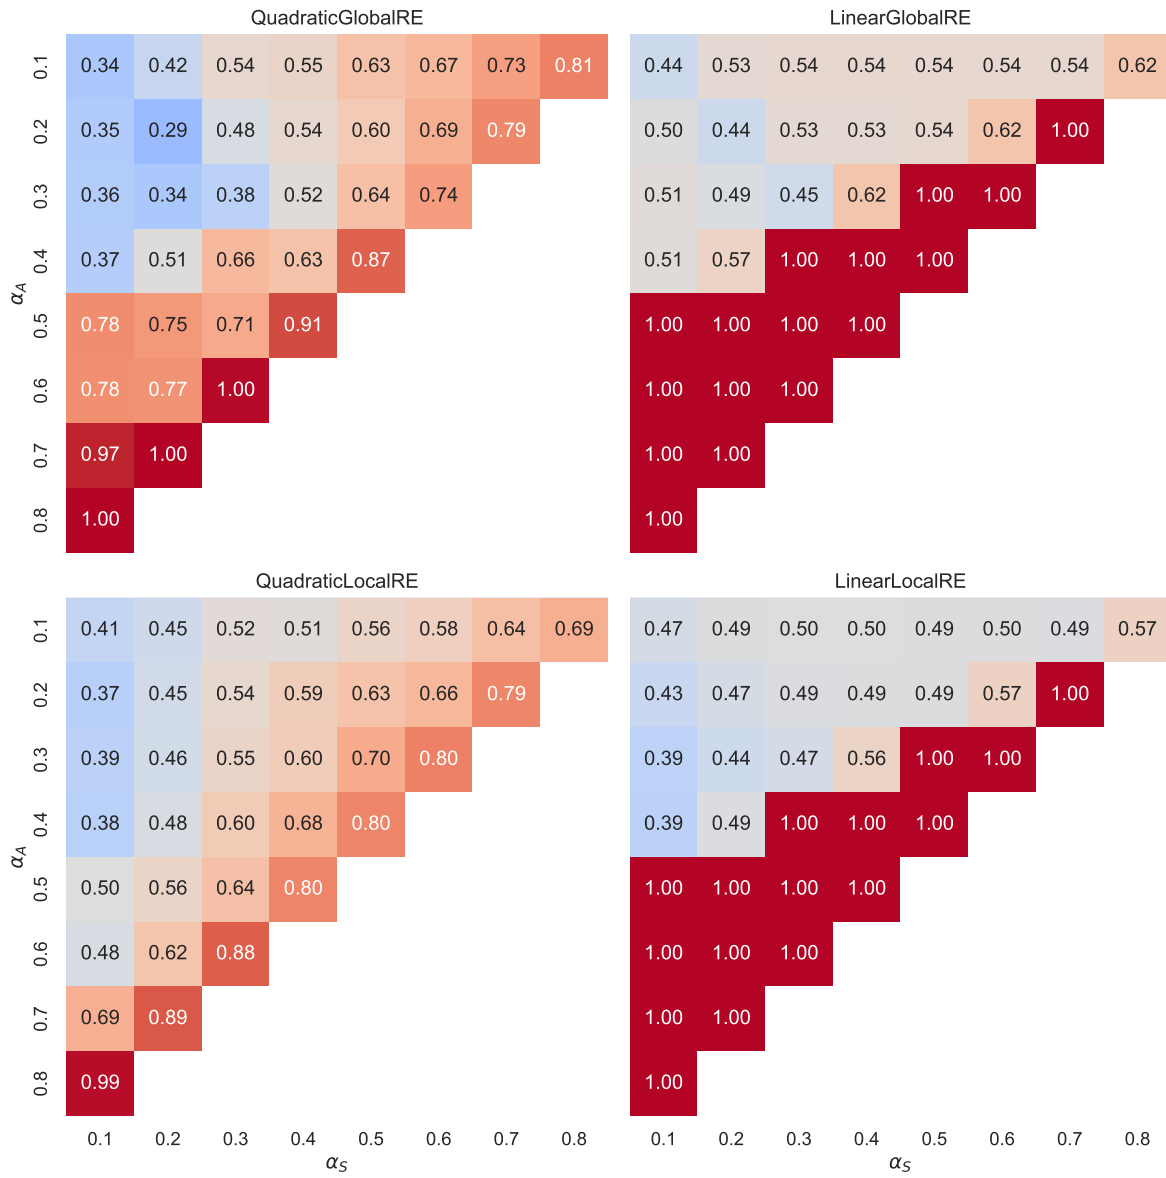 QuadraticGlobalRE
0.1 0.34 0.42 0.54 0.55 0.63 0.67 0.73 0.81
0.2 0.35 0.29 0.48 0.54 0.60 0.69 0.79
0.3 0.36 0.34 0.38 0.52 0.64 0.74
0.4 0.37 0.51 0.66 0.63 0.87
0.5 0.78 0.75 0.71 0.91
0.6 0.78 0.77 1.00
0.7 0.97 1.00
0.8 1.00
α_A
LinearGlobalRE
0.44 0.53 0.54 0.54 0.54 0.54 0.54 0.62
0.50 0.44 0.53 0.53 0.54 0.62 1.00
0.51 0.49 0.45 0.62 1.00 1.00
0.51 0.57 1.00 1.00 1.00
1.00 1.00 1.00 1.00
1.00 1.00 1.00
1.00 1.00
1.00
QuadraticLocalRE
0.1 0.41 0.45 0.52 0.51 0.56 0.58 0.64 0.69
0.2 0.37 0.45 0.54 0.59 0.63 0.66 0.79
0.3 0.39 0.46 0.55 0.60 0.70 0.80
0.4 0.38 0.48 0.60 0.68 0.80
0.5 0.50 0.56 0.64 0.80
0.6 0.48 0.62 0.88
0.7 0.69 0.89
0.8 0.99
α_A
0.1 0.2 0.3 0.4 0.5 0.6 0.7 0.8
α_S
LinearLocalRE
0.47 0.49 0.50 0.50 0.49 0.50 0.49 0.57
0.43 0.47 0.49 0.49 0.49 0.57 1.00
0.39 0.44 0.47 0.56 1.00 1.00
0.39 0.49 1.00 1.00 1.00
1.00 1.00 1.00 1.00
1.00 1.00 1.00
1.00 1.00
1.00
0.1 0.2 0.3 0.4 0.5 0.6 0.7 0.8
α_S